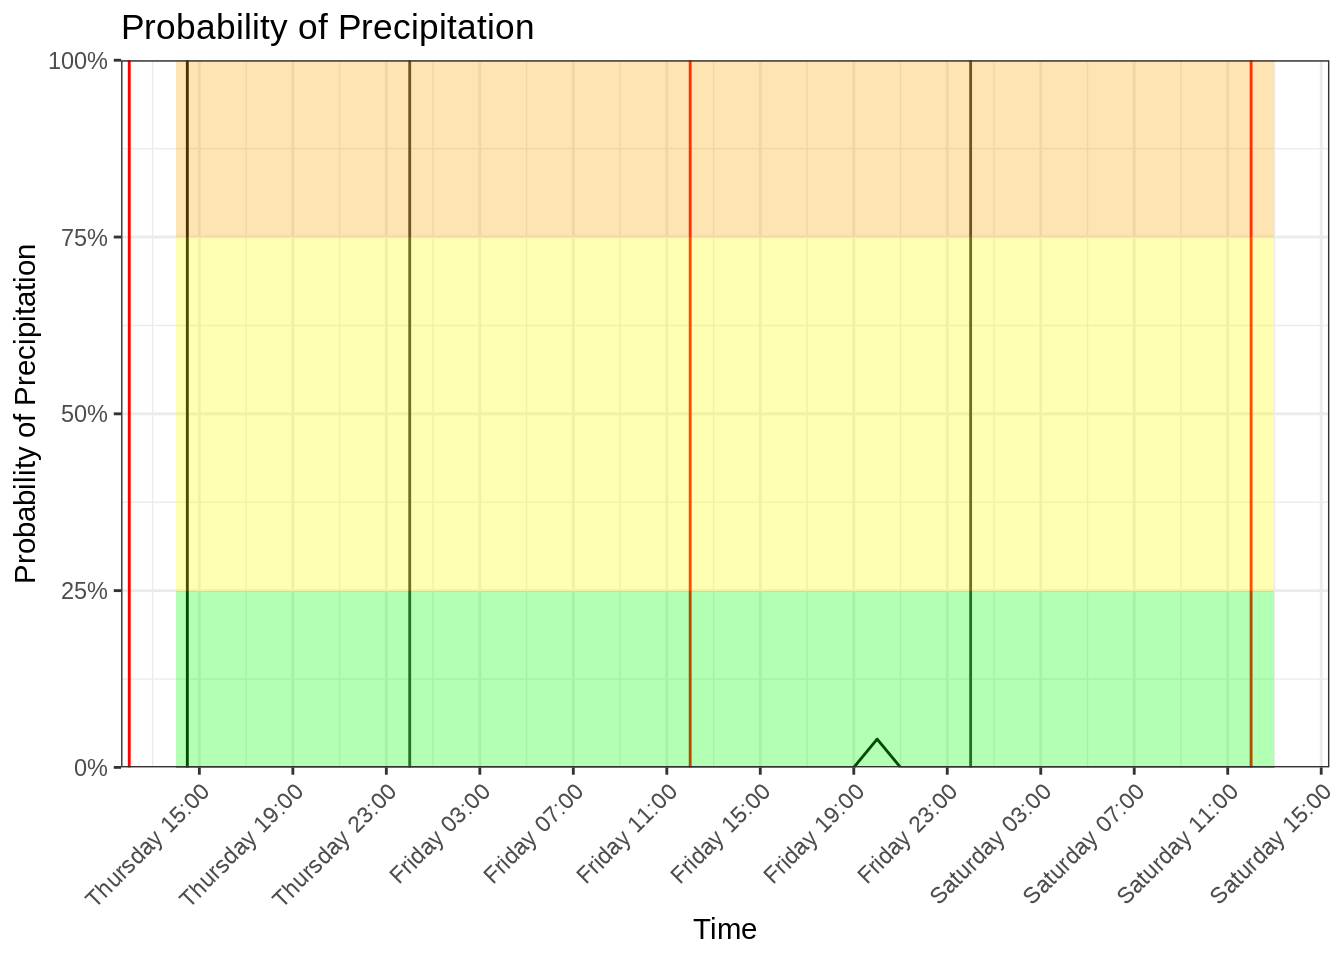 Probability of Precipitation
Probability of Precipitation
100%
75%
50%
25%
0%
Thursday 15:00
Thursday 19:00
Thursday 23:00
Friday 03:00
Friday 07:00
Friday 11:00
Friday 15:00
Friday 19:00
Friday 23:00
Saturday 03:00
Saturday 07:00
Saturday 11:00
Saturday 15:00
Time